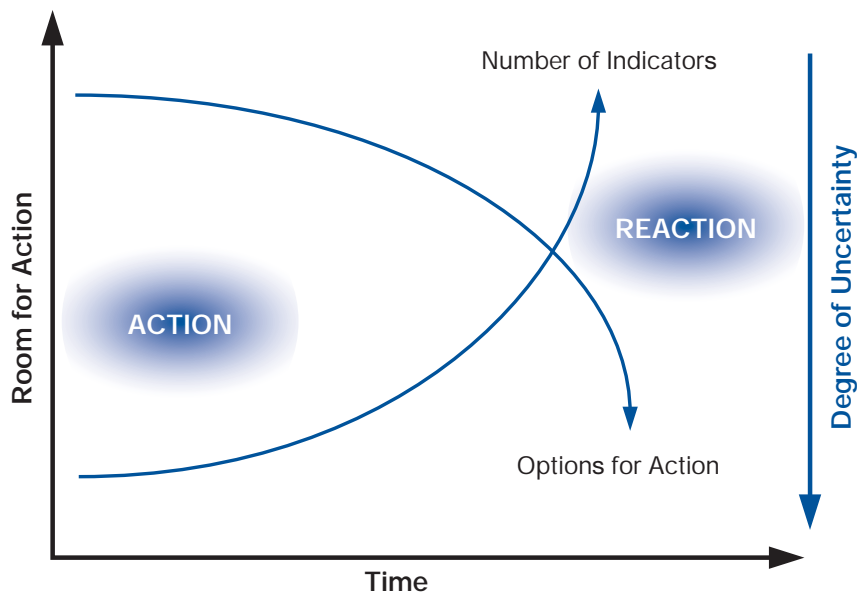 Number of Indicators
REACTION
Degree of Uncertainty
Room for Action
ACTION
Options for Action
Time